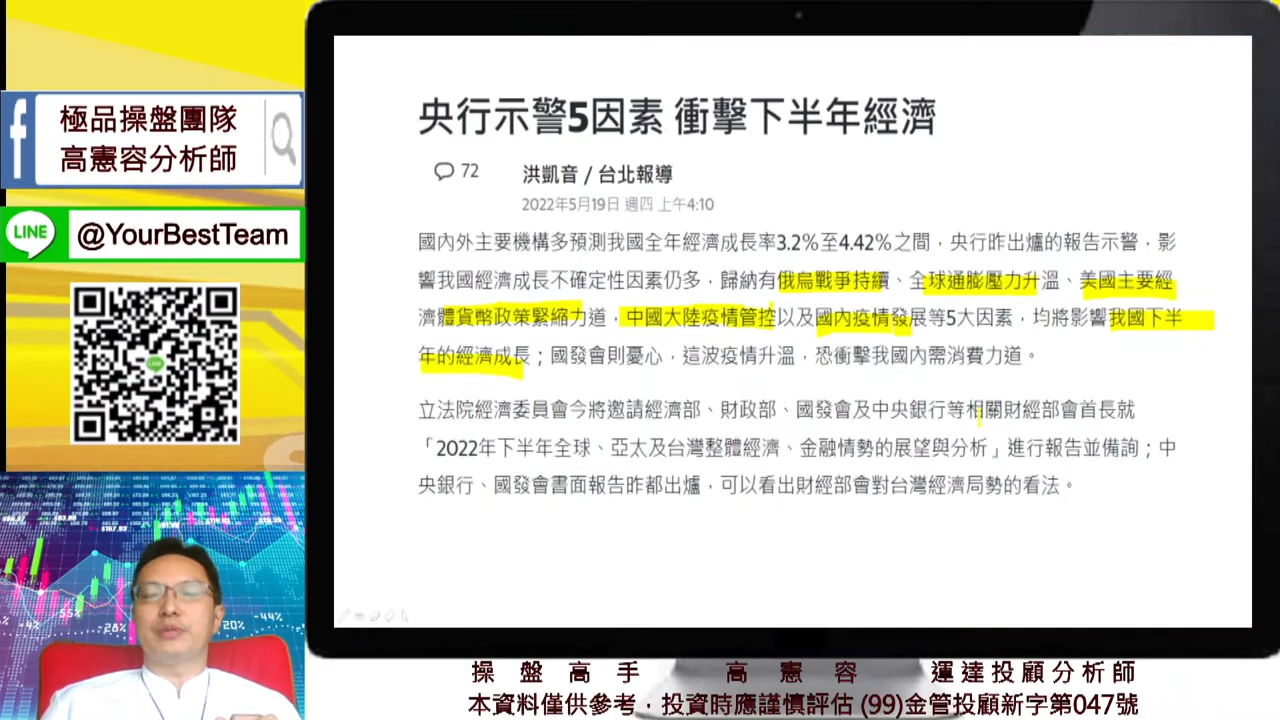 極品操盤團隊
高憲容分析師
LINE
@YourBestTeam
央行示警5因素 衝擊下半年經濟
72
洪凱音 / 台北報導
2022年5月19日 週四 上午4:10
國內外主要機構多預測我國全年經濟成長率3.2%至4.42%之間，央行昨出爐的報告示警，影
響我國經濟成長不確定性因素仍多，歸納有俄烏戰爭持續、全球通膨壓力升溫、美國主要經
濟體貨幣政策緊縮力道，中國大陸疫情管控以及國內疫情發展等5大因素，均將影響我國下半
年的經濟成長；國發會則憂心，這波疫情升溫，恐衝擊我國內需消費力道。
立法院經濟委員會今將邀請經濟部、財政部、國發會及中央銀行等相關財經部會首長就
「2022年下半年全球、亞太及台灣整體經濟、金融情勢的展望與分析」進行報告並備詢；中
央銀行、國發會書面報告昨都出爐，可以看出財經部會對台灣經濟局勢的看法。
55%
-4%
-28%
20%
-44%
操盤高手 高憲容 運達投顧分析師
本資料僅供參考，投資時應謹慎評估 (99)金管投顧新字第047號